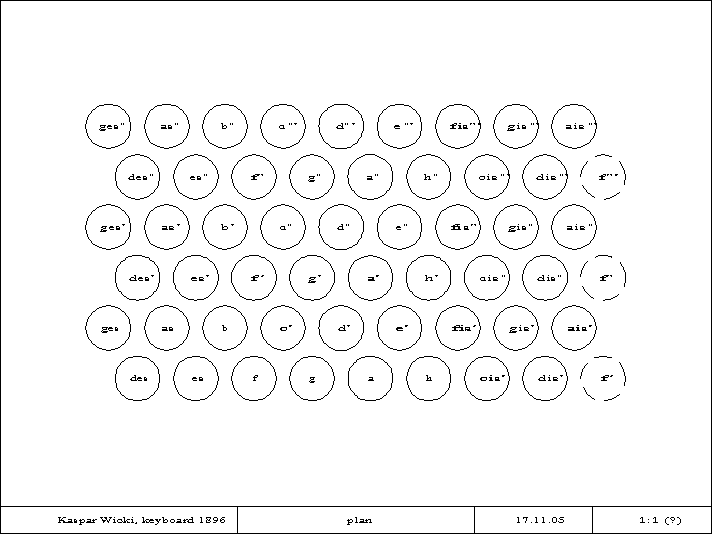 ges" as" b" c"' d"' e"' fis"' gis"' ais"'
des" es" f" g" a" h" cis"' dis"' f"'
ges' as' b' c" d" e" fis" gis" ais"
des' es' f' g' a' h' cis" dis" f"
ges as b c' d' e' fis' gis' ais'
des es f g a h cis' dis' f'
Kaspar Wicki, keyboard 1896 plan 17.11.05 1:1 (?)